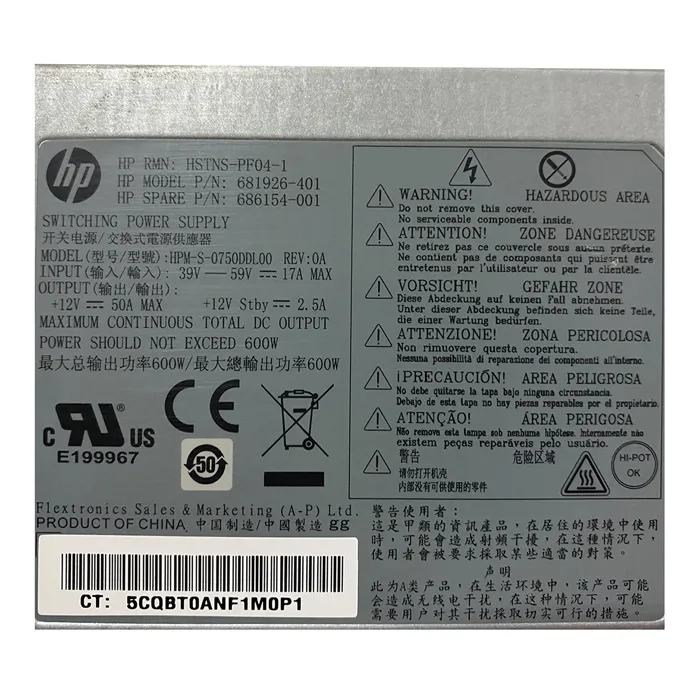 hp
HP RMN: HSTNS-PF04-1
HP MODEL P/N: 681926-401
HP SPARE P/N: 686154-001
SWITCHING POWER SUPPLY
开关电源/交換式電源供應器
MODEL(型号/型號):HPM-S-0750DDL00 REV:0A
INPUT(输入/輸入): 39V 59V 17A MAX
OUTPUT(输出/輸出):
+12V 50A MAX +12V Stby 2.5A
MAXIMUM CONTINUOUS TOTAL DC OUTPUT
POWER SHOULD NOT EXCEED 600W
最大总输出功率600W/最大總輸出功率600W
c RU ® US
E199967
CE
50
Flextronics Sales & Marketing (A-P) Ltd.
PRODUCT OF CHINA 中国制造/中國製造 gg
CT: 5CQBT0ANF1M0P1
WARNING! HAZARDOUS AREA
Do not remove this cover.
No serviceable components inside.
ATTENTION! ZONE DANGEREUSE
Ne retirez pas ce couvercle sous aucun prétexte.
Ne contient pas de composants qui puissent être
entretenus par l'utilisateur ou par la clientele.
VORSICHT! GEFAHR ZONE
Diese Abdeckung auf keinen Fall abnehmen.
Unter dieser Abdeckung befinden sich keine Teile,
die einer Wartung bedürfen.
ATTENZIONE! ZONA PERICOLOSA
Non rimuovere questa copertura.
Nessuna possibilità di reparazione dei componenti all'interno.
¡PRECAUCIÓN! AREA PELIGROSA
No debe quitarse la tapa bajo ninguna circunstancia.
Debajo de esta tapa no hay piezas reparables por el propietario.
ATENÇÃO! ÁREA PERIGOSA
Não remova esta tampa sob nenhuma hipótese. Internamente não
existem peças reparáveis pelo usuário.
警告 危险区域
请勿打开机壳
内部没有可供维修的零件
HI-POT
OK
警告使用者:
這是甲類的資訊產品,在居住的環境中使用
時,可能會造成射頻干擾,在這種情況下,
使用者會被要求採取某些適當的對策。
声明
此为A类产品,在生活环境中,该产品可能
会造成无线电干扰,在这种情况下,可能
需要用户对其干扰采取切实可行的措施。